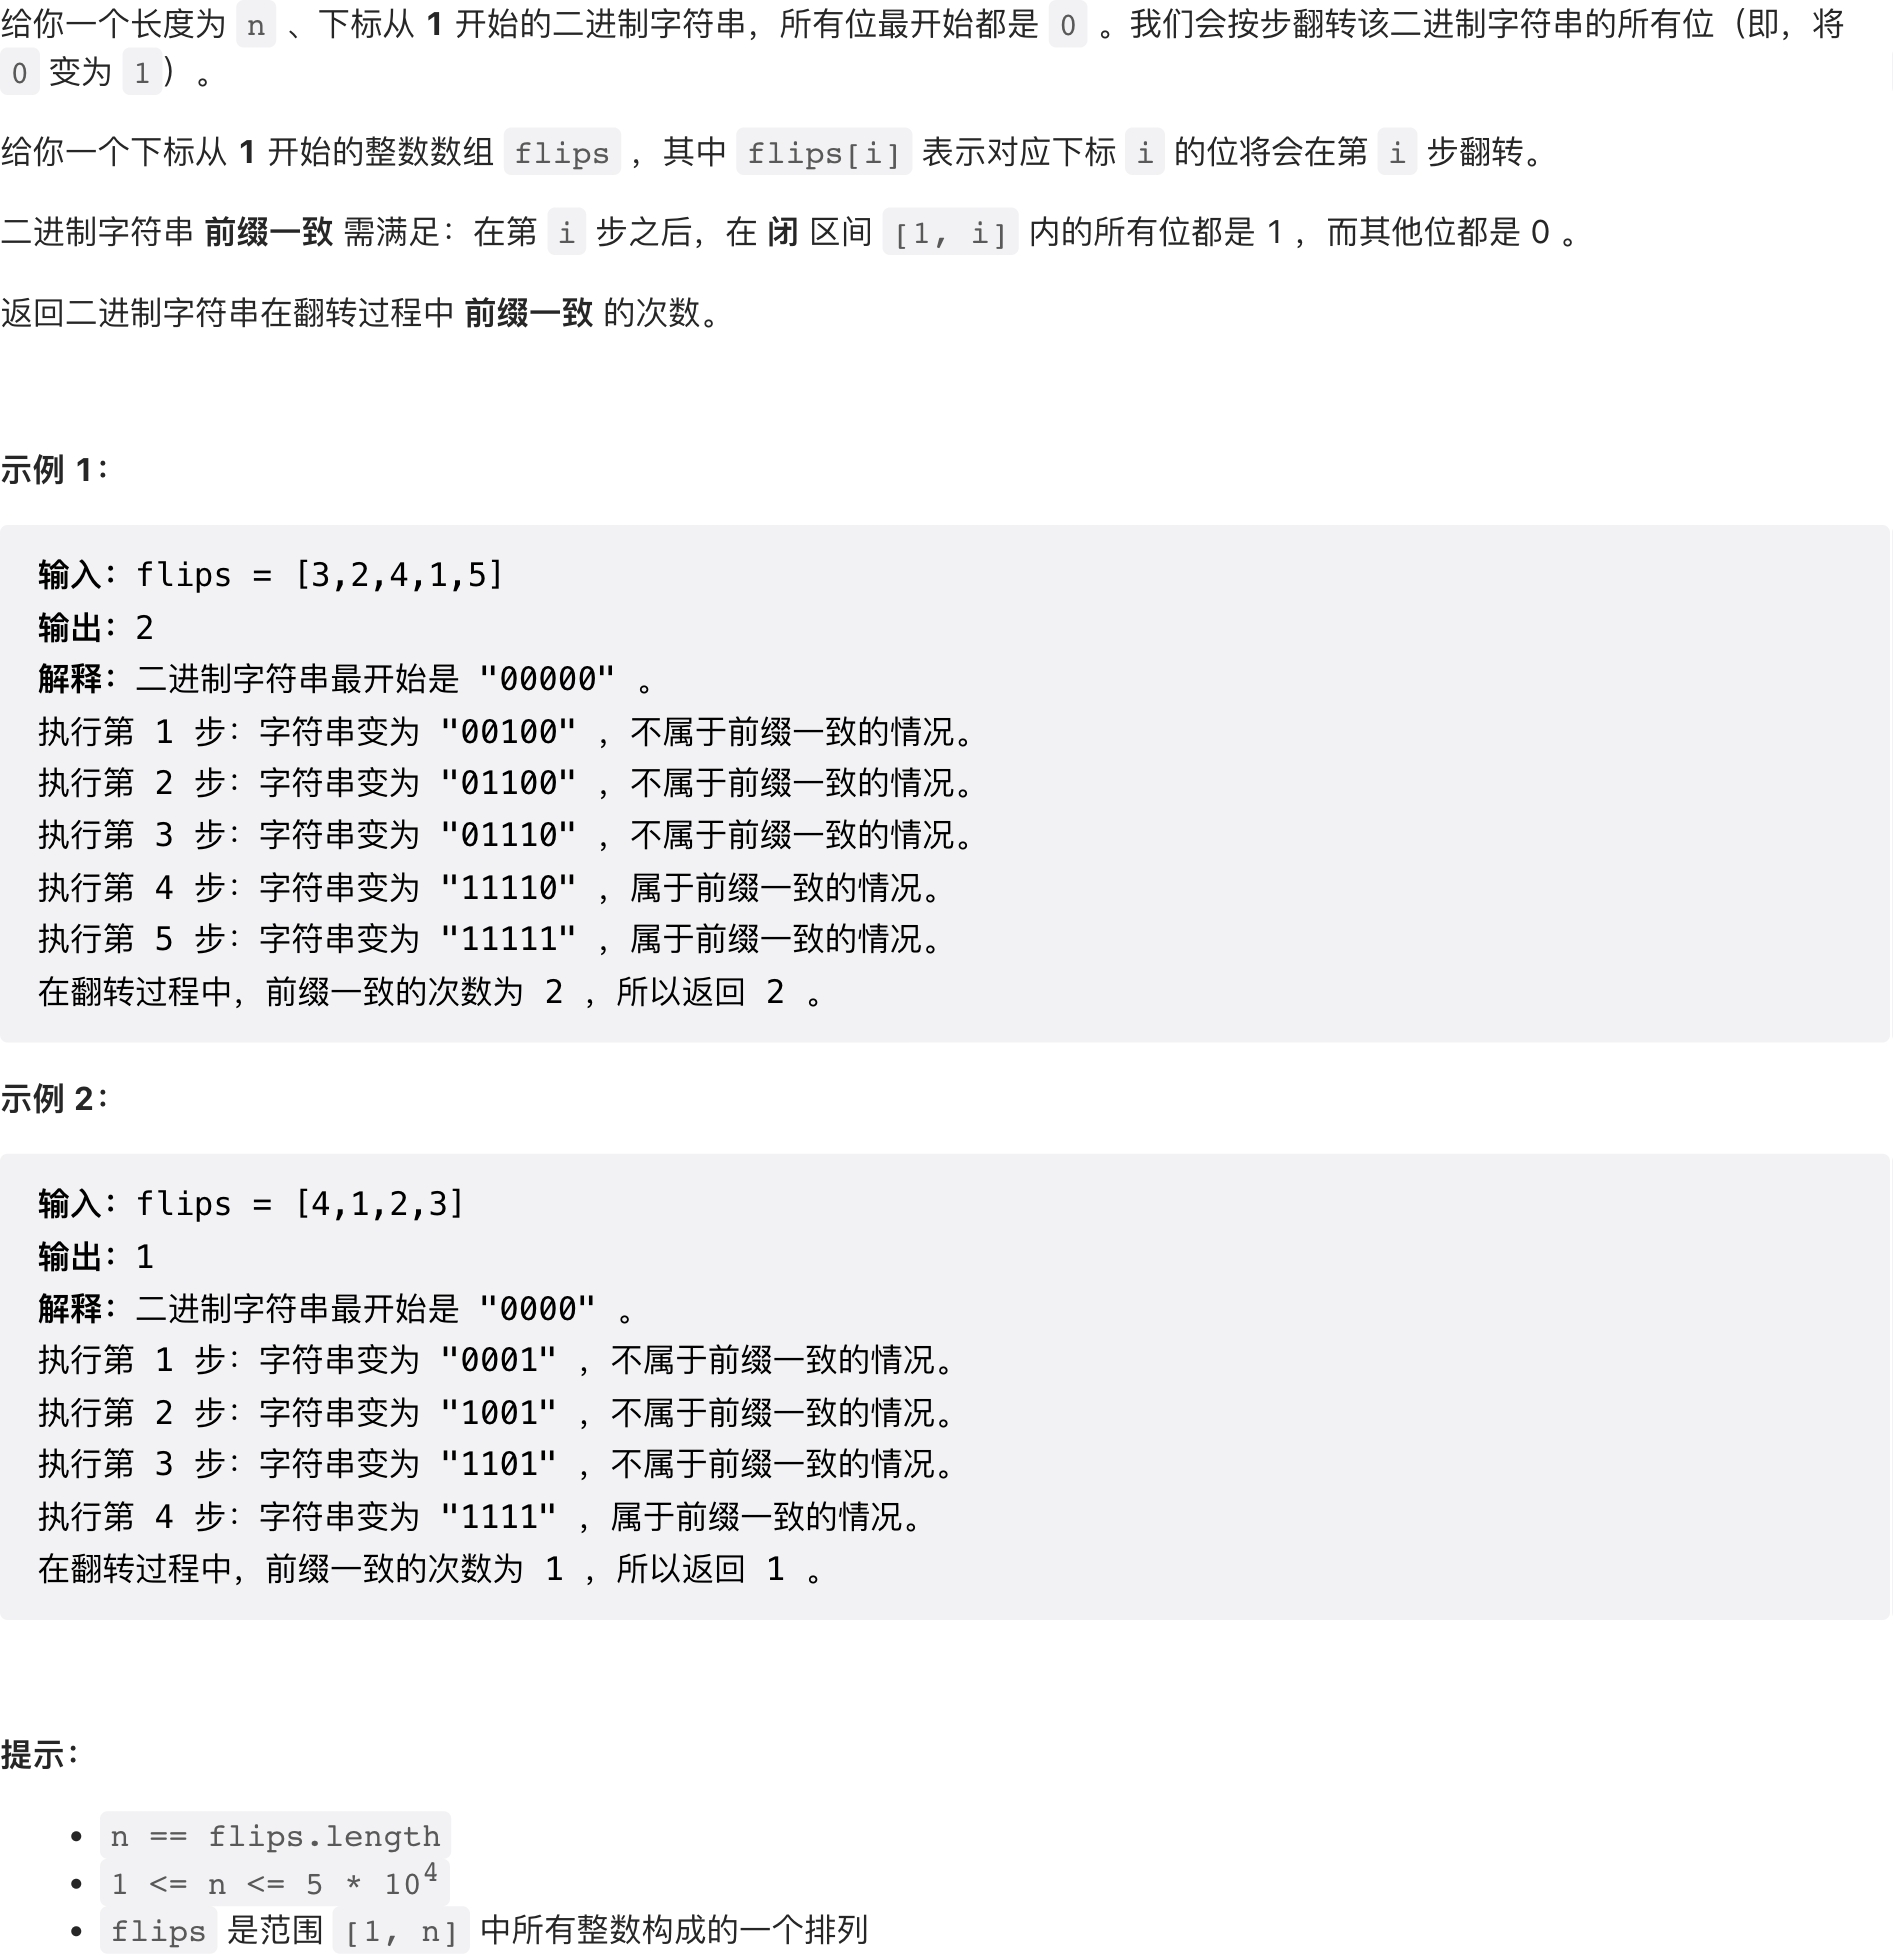 给你一个长度为 n 、下标从 1 开始的二进制字符串，所有位最开始都是 0 。我们会按步翻转该二进制字符串的所有位（即，将
0 变为 1）。
给你一个下标从 1 开始的整数数组 flips ，其中 flips[i] 表示对应下标 i 的位将会在第 i 步翻转。
二进制字符串 前缀一致 需满足：在第 i 步之后，在 闭 区间 [1, i] 内的所有位都是 1 ，而其他位都是 0 。
返回二进制字符串在翻转过程中 前缀一致 的次数。
示例 1：
输入：flips = [3,2,4,1,5]
输出：2
解释：二进制字符串最开始是 "00000" 。
执行第 1 步：字符串变为 "00100" ，不属于前缀一致的情况。
执行第 2 步：字符串变为 "01100" ，不属于前缀一致的情况。
执行第 3 步：字符串变为 "01110" ，不属于前缀一致的情况。
执行第 4 步：字符串变为 "11110" ，属于前缀一致的情况。
执行第 5 步：字符串变为 "11111" ，属于前缀一致的情况。
在翻转过程中，前缀一致的次数为 2 ，所以返回 2 。
示例 2：
输入：flips = [4,1,2,3]
输出：1
解释：二进制字符串最开始是 "0000" 。
执行第 1 步：字符串变为 "0001" ，不属于前缀一致的情况。
执行第 2 步：字符串变为 "1001" ，不属于前缀一致的情况。
执行第 3 步：字符串变为 "1101" ，不属于前缀一致的情况。
执行第 4 步：字符串变为 "1111" ，属于前缀一致的情况。
在翻转过程中，前缀一致的次数为 1 ，所以返回 1 。
提示：
• n == flips.length
• 1 <= n <= 5 * 10⁴
• flips 是范围 [1, n] 中所有整数构成的一个排列